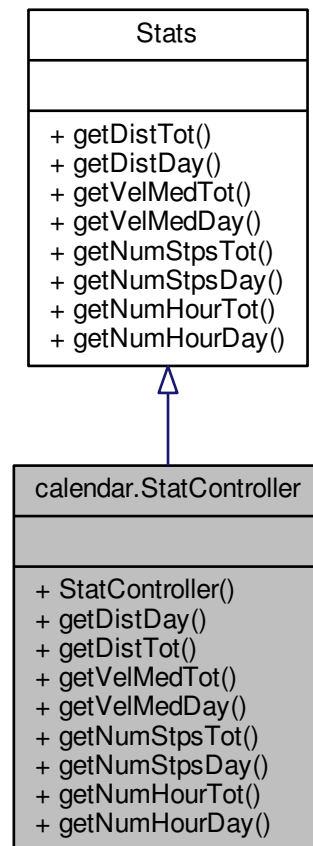 Stats
+ getDistTot()
+ getDistDay()
+ getVelMedTot()
+ getVelMedDay()
+ getNumStpsTot()
+ getNumStpsDay()
+ getNumHourTot()
+ getNumHourDay()
calendar.StatController
+ StatController()
+ getDistDay()
+ getDistTot()
+ getVelMedTot()
+ getVelMedDay()
+ getNumStpsTot()
+ getNumStpsDay()
+ getNumHourTot()
+ getNumHourDay()